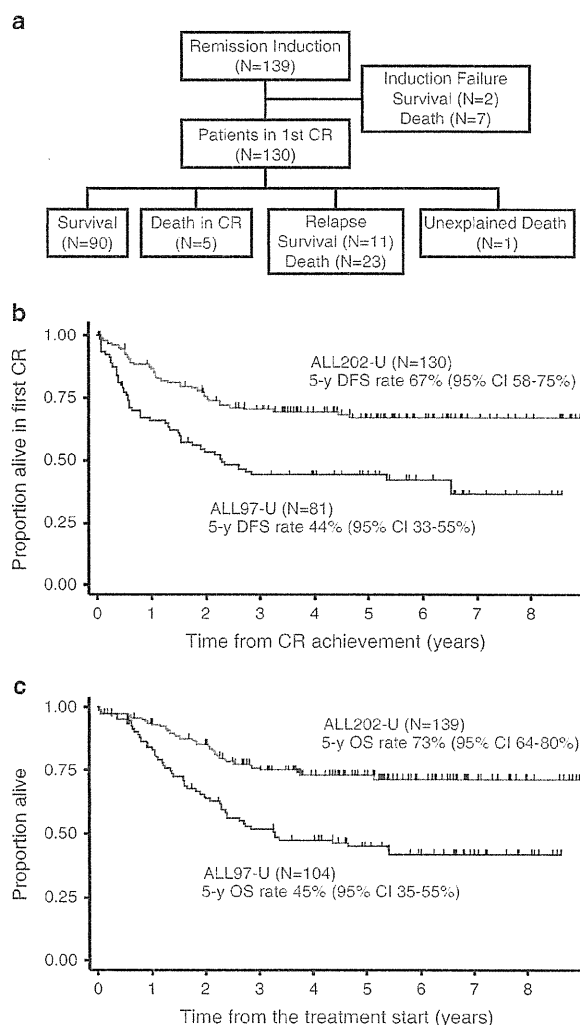 a
Remission Induction
(N=139)
Induction Failure
Survival (N=2)
Death (N=7)
Patients in 1st CR
(N=130)
Survival
(N=90)
Death in CR
(N=5)
Relapse
Survival (N=11)
Death (N=23)
Unexplained Death
(N=1)
b
Proportion alive in first CR
1.00
0.75
0.50
0.25
0.00
ALL202-U (N=130)
5-y DFS rate 67% (95% CI 58-75%)
ALL97-U (N=81)
5-y DFS rate 44% (95% CI 33-55%)
0 1 2 3 4 5 6 7 8
Time from CR achievement (years)
c
Proportion alive
1.00
0.75
0.50
0.25
0.00
ALL202-U (N=139)
5-y OS rate 73% (95% CI 64-80%)
ALL97-U (N=104)
5-y OS rate 45% (95% CI 35-55%)
0 1 2 3 4 5 6 7 8
Time from the treatment start (years)